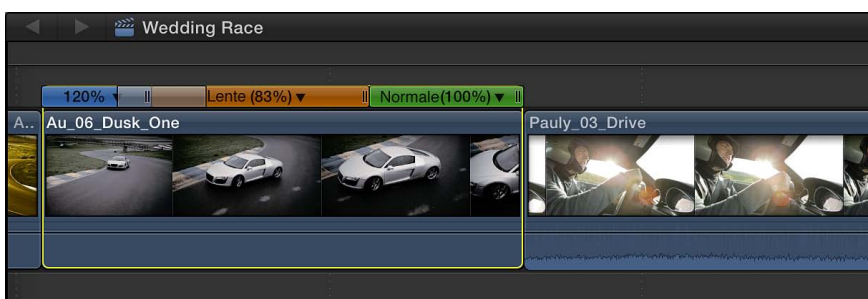 Wedding Race
120% Lente (83%) Normale(100%)
A.. Au_06_Dusk_One Pauly_03_Drive